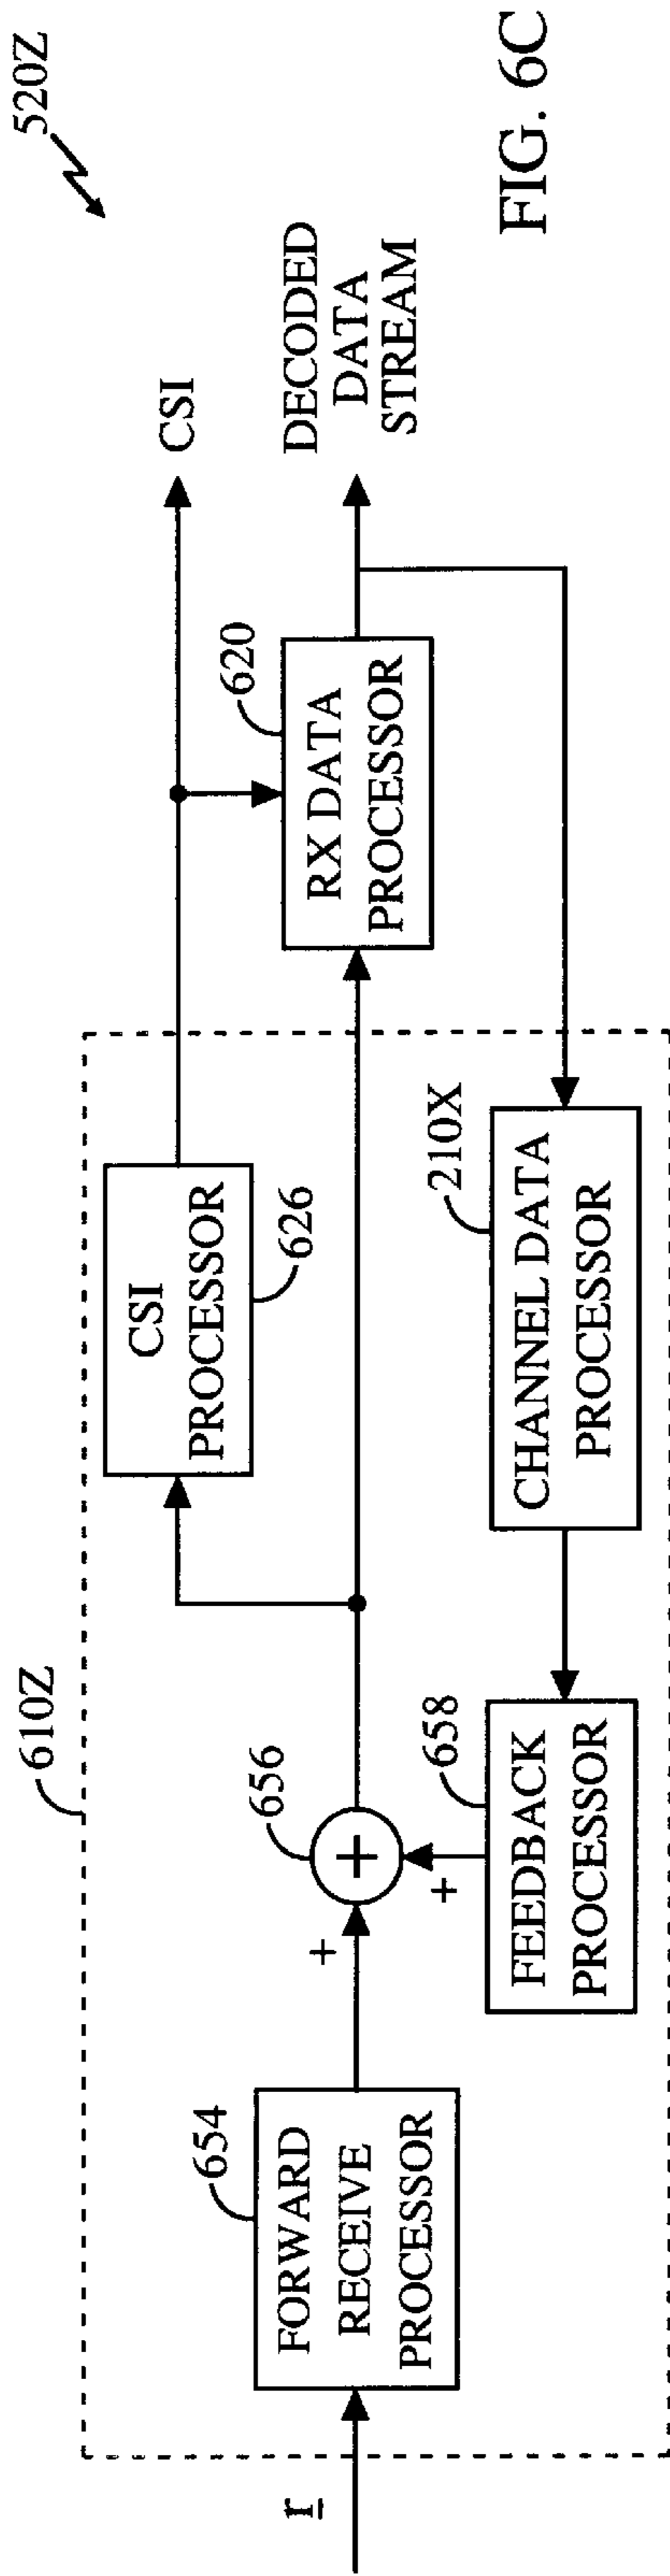 520Z
610Z
CSI
PROCESSOR
626
CSI
r
FORWARD
RECEIVE
PROCESSOR
654
+
656
+
+
FEEDBACK
PROCESSOR
658
CHANNEL DATA
PROCESSOR
210X
RX DATA
PROCESSOR
620
DECODED
DATA
STREAM
FIG. 6C